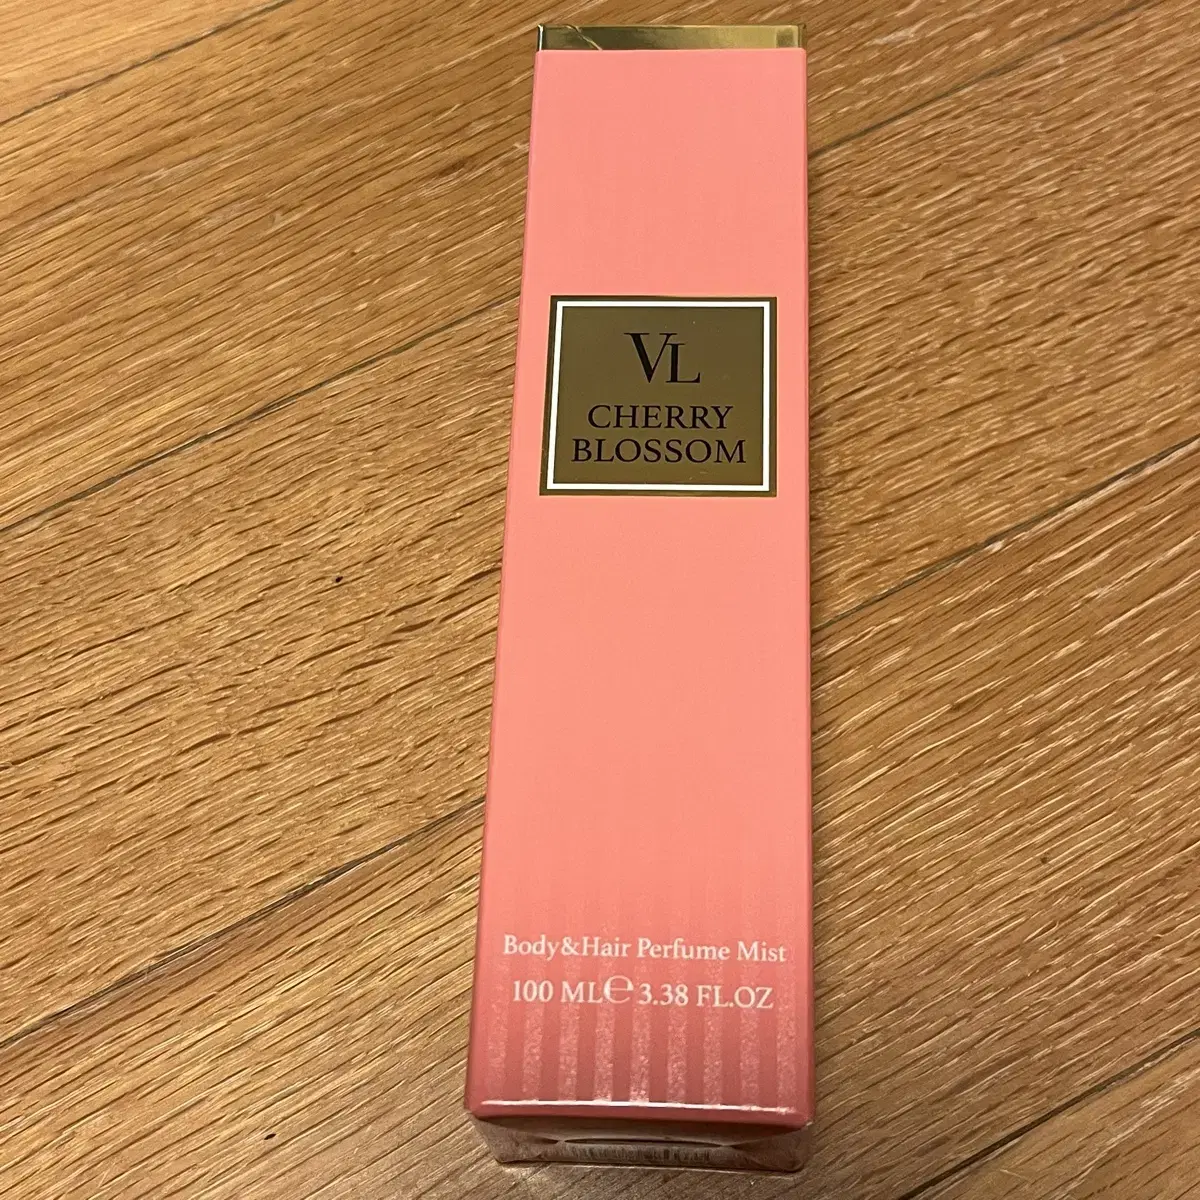 VL
CHERRY
BLOSSOM
Body&Hair Perfume Mist
100 ML℮3.38 FL.OZ